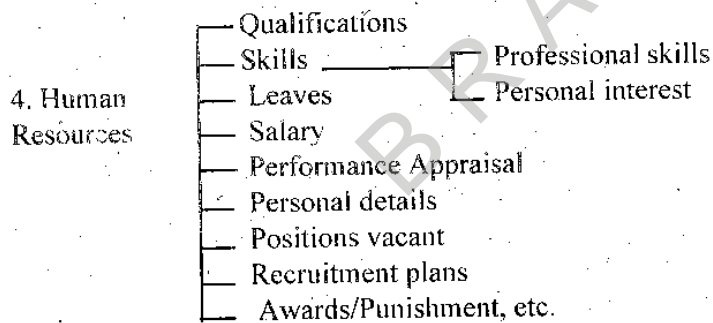 Qualifications
Skills
Professional skills
Personal interest
4. Human
Resources
Leaves
Salary
Performance Appraisal
Personal details
Positions vacant
Recruitment plans
Awards/Punishment, etc.
B R A